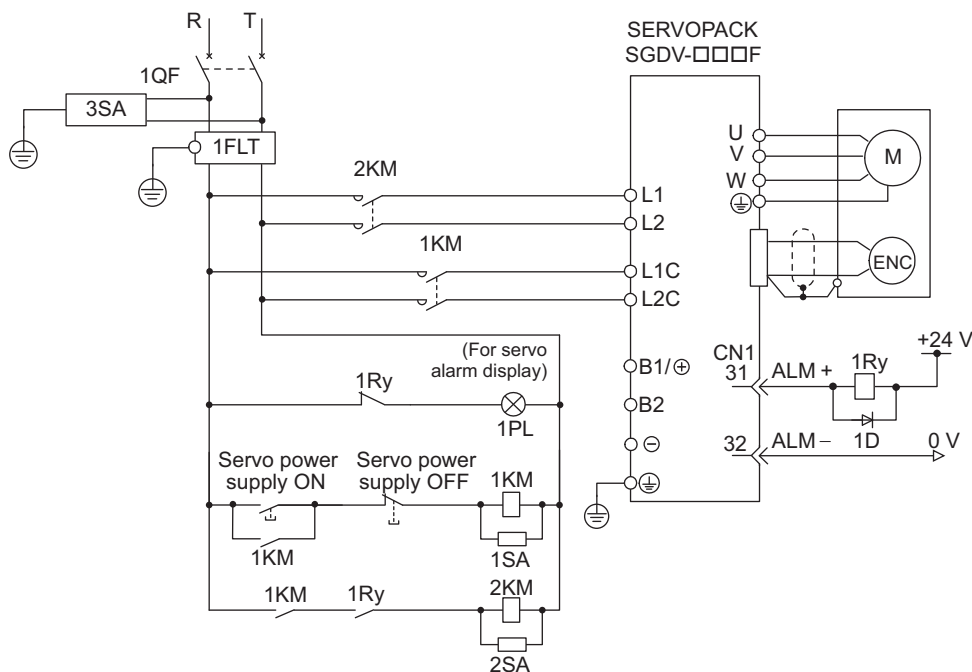 R T
SERVOPACK
SGDV-□□□F
1QF
3SA
1FLT
U
V
W
M
2KM
L1
L2
1KM
L1C
L2C
ENC
(For servo
alarm display)
+24 V
CN1
1Ry
B1/⊕
31
ALM +
1Ry
1PL
B2
1D
⊖
32
ALM −
0 V
Servo power
supply ON
Servo power
supply OFF
1KM
1KM
1SA
1KM
1Ry
2KM
2SA